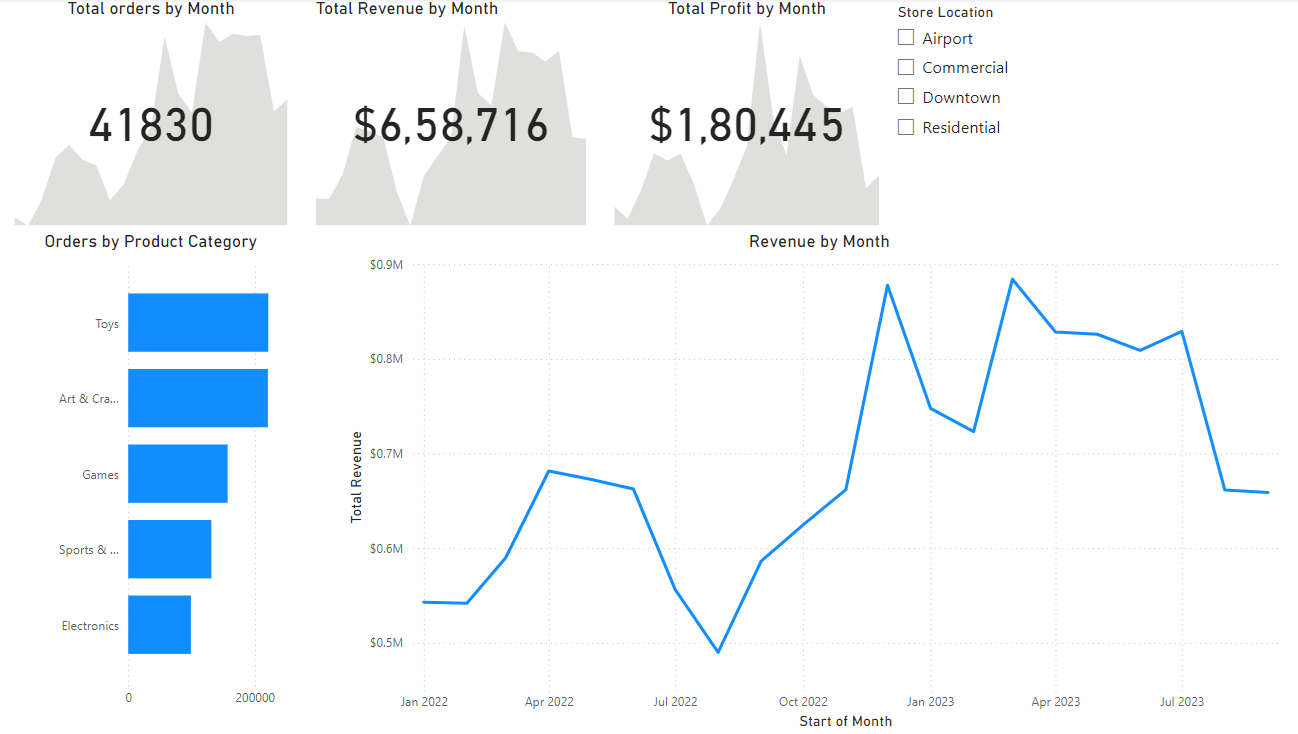 Total orders by Month
41830
Total Revenue by Month
$6,58,716
Total Profit by Month
$1,80,445
Store Location
Airport
Commercial
Downtown
Residential
Orders by Product Category
Toys
Art & Cra...
Games
Sports & ...
Electronics
0 200000
Revenue by Month
Total Revenue
$0.9M
$0.8M
$0.7M
$0.6M
$0.5M
Jan 2022 Apr 2022 Jul 2022 Oct 2022 Jan 2023 Apr 2023 Jul 2023
Start of Month